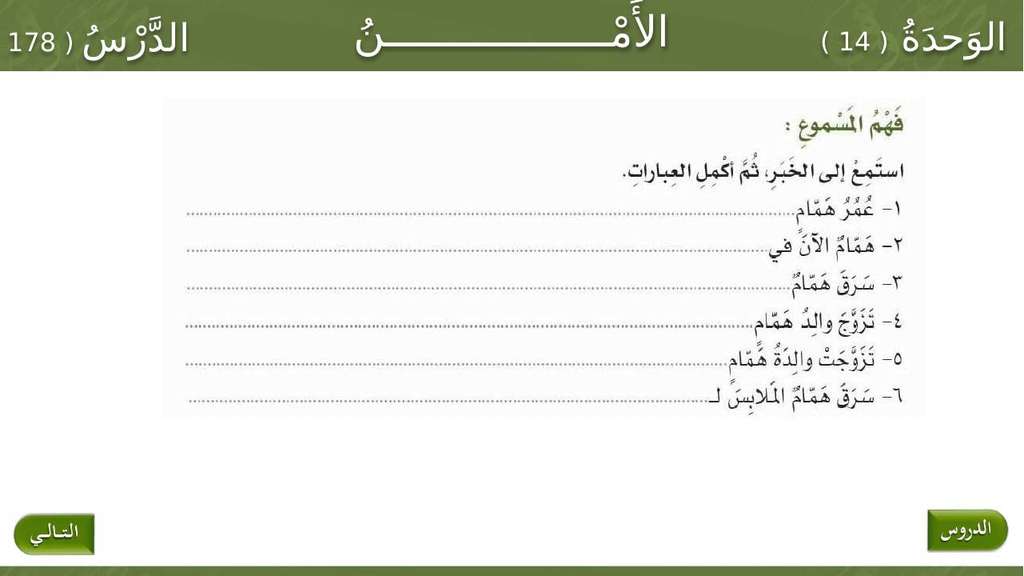 الوَحدَةُ ( 14 ) الأَمْـــــــــــــــــنُ الدَّرْسُ ( 178
فَهْمُ المَسْموعِ :
استَمِعْ إلى الخَبَرِ، ثُمَّ أكْمِلِ العِباراتِ.
١- عُمُرُ هَمّامٍ
٢- هَمّامٌ الآنَ في
٣- سَرَقَ هَمّامٌ
٤- تَزَوَّجَ والِدُ هَمّامٍ
٥- تَزَوَّجَتْ والِدَةُ هَمّامٍ
٦- سَرَقَ هَمّامٌ المَلابِسَ لـ
الدروس
التالي